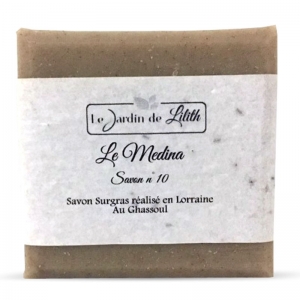 Le Jardin de Lilith
Le Medina
Savon n° 10
Savon Surgras réalisé en Lorraine
Au Ghassoul